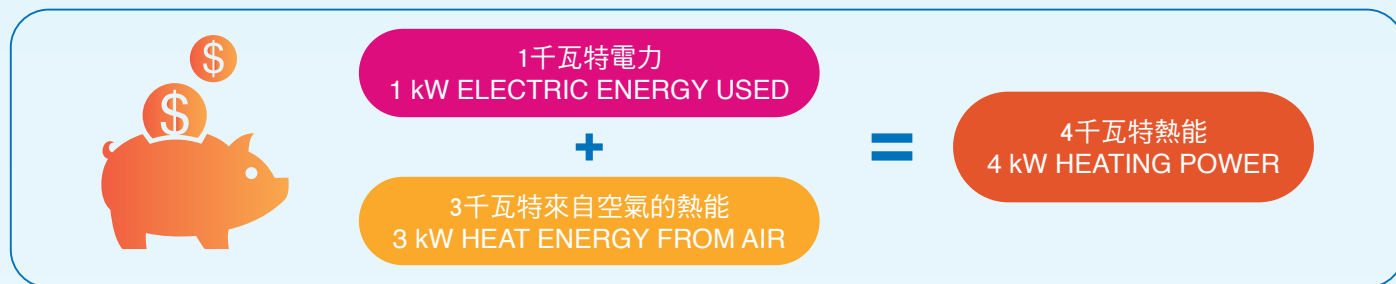 $
$
1千瓦特電力
1 kW ELECTRIC ENERGY USED
+
3千瓦特來自空氣的熱能
3 kW HEAT ENERGY FROM AIR
=
4千瓦特熱能
4 kW HEATING POWER